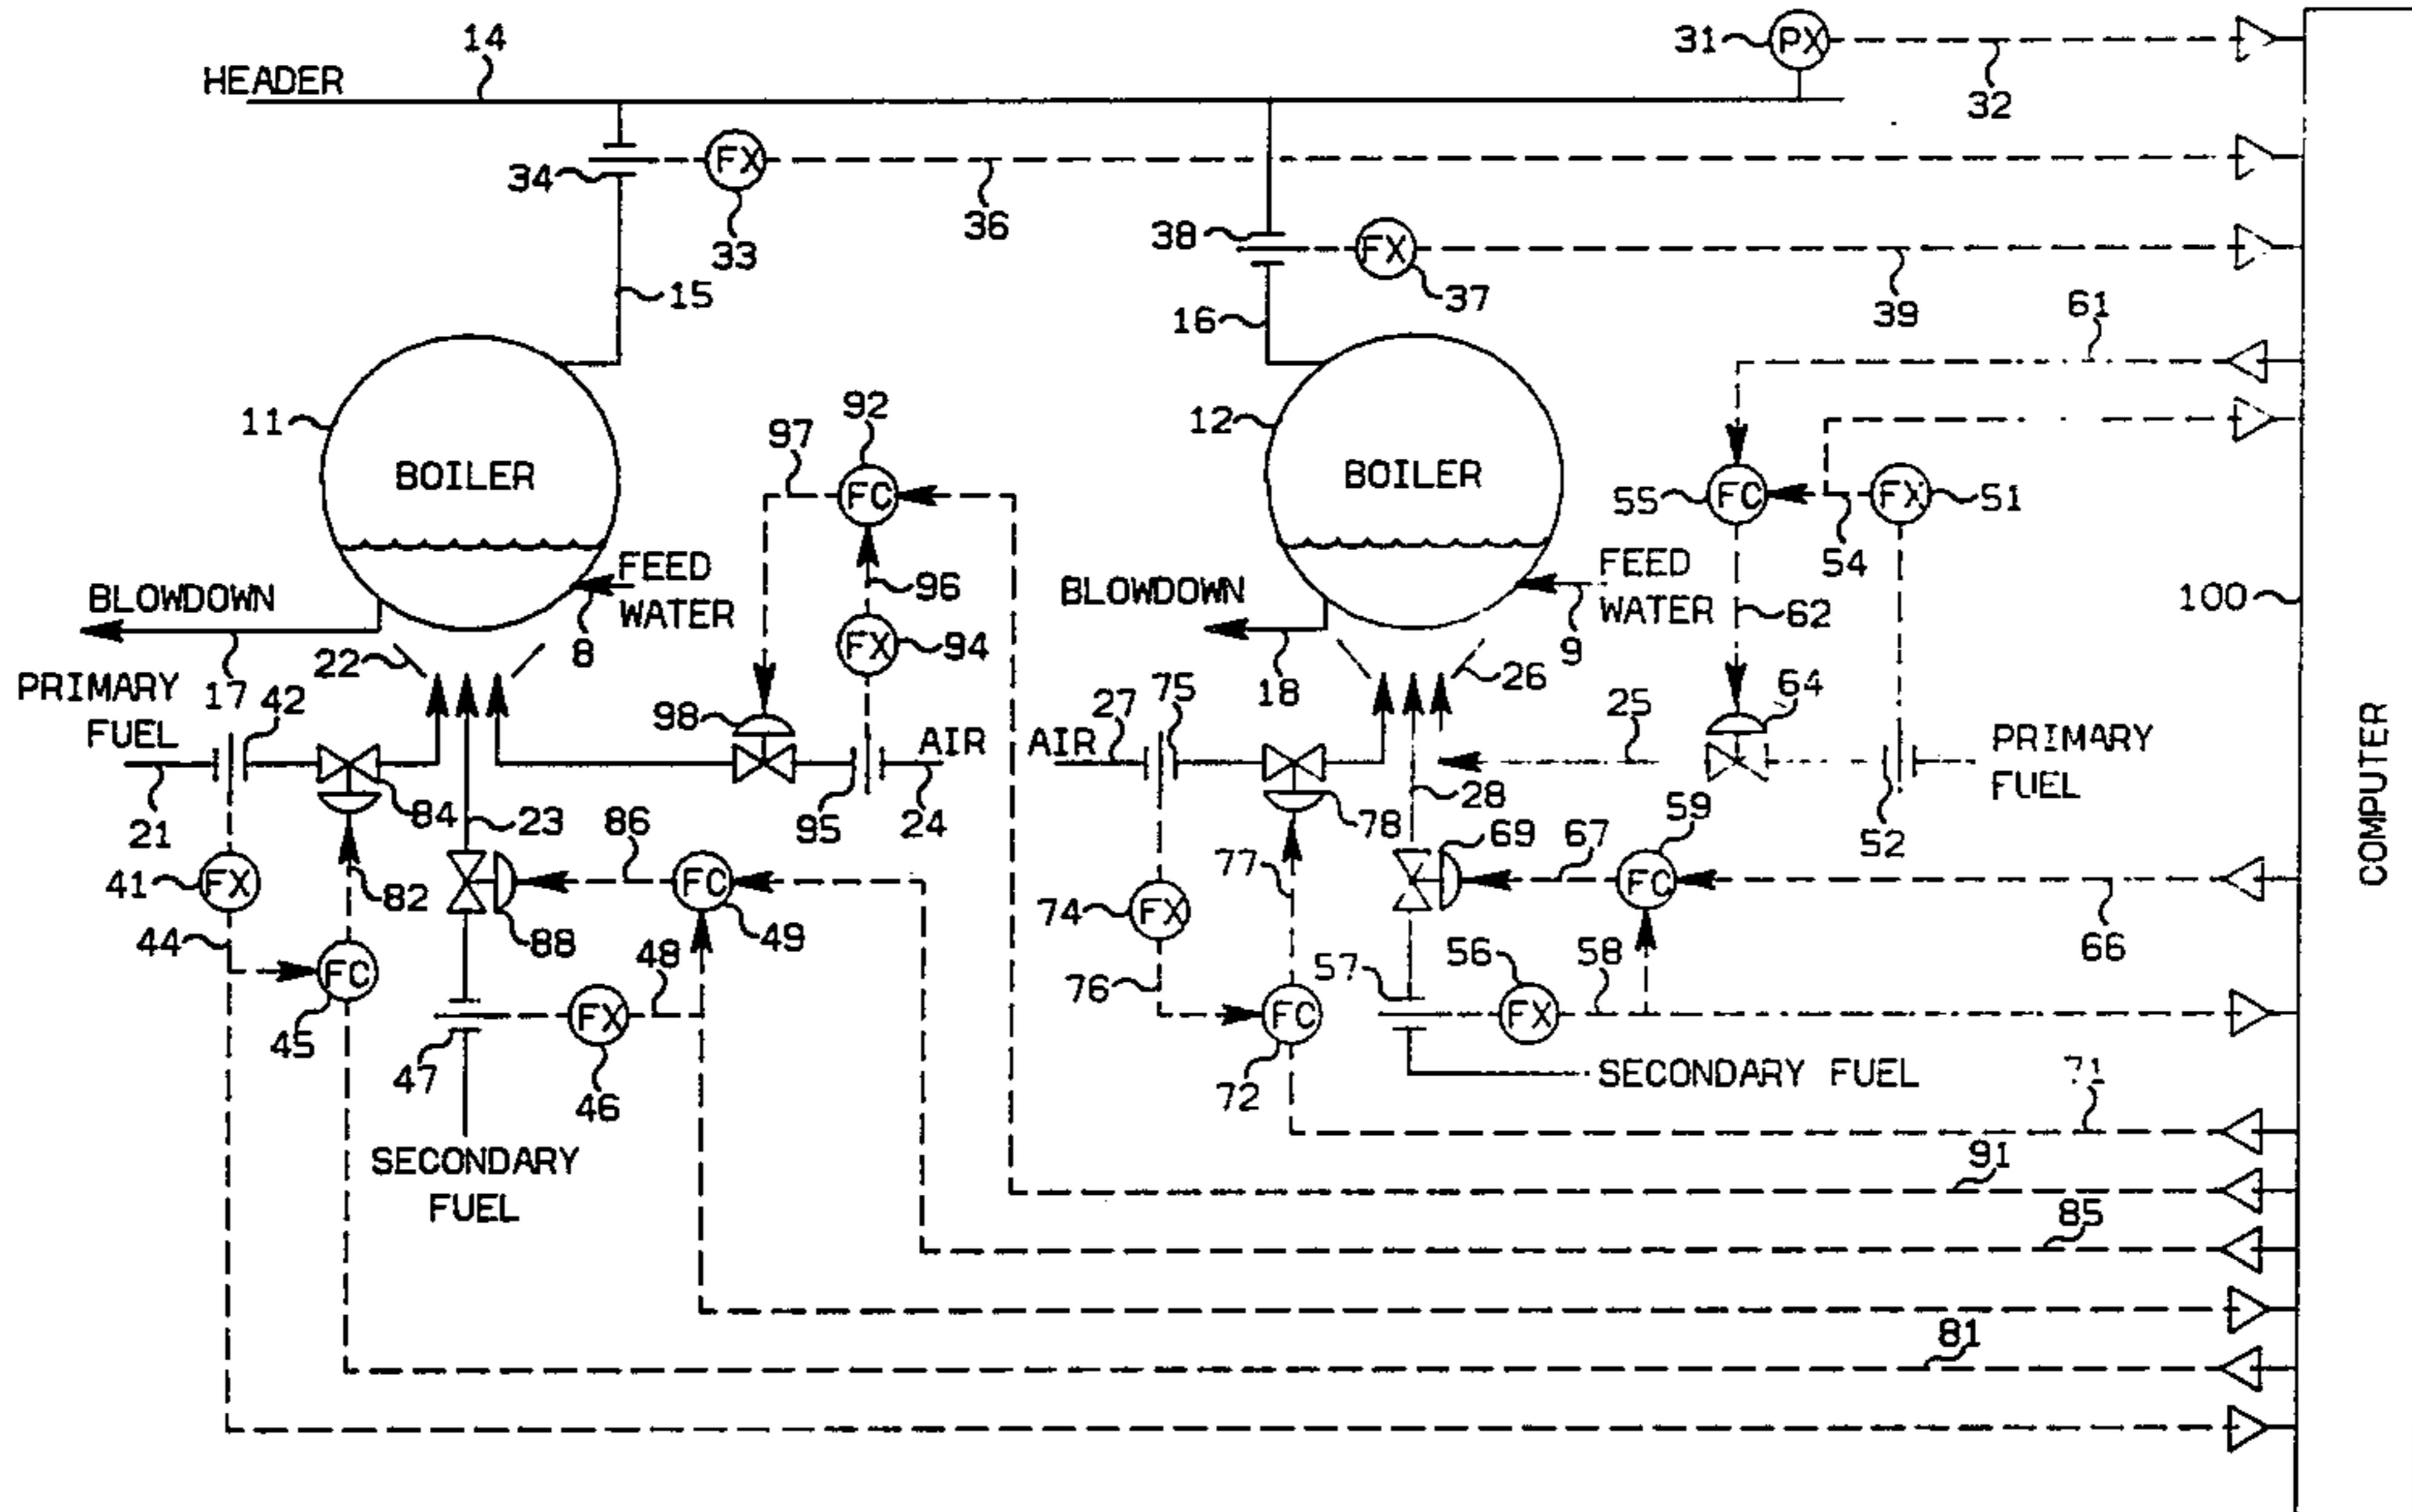 14
HEADER
31
PX
32
34
FX
33
36
38
FX
37
39
15
16
61
11
BOILER
92
97
FC
12
BOILER
55
FC
FX
51
54
BLOWDOWN
FEED
WATER
8
96
FX
94
BLOWDOWN
FEED
WATER
9
62
100
22
17
PRIMARY
FUEL
42
98
AIR
18
26
27
75
AIR
25
64
PRIMARY
FUEL
COMPUTER
21
84
23
95
24
28
78
59
52
41
FX
82
86
FC
49
88
77
69
67
FC
66
44
FC
45
48
74
FX
76
57
56
58
47
FX
46
FC
72
FX
SECONDARY FUEL
71
SECONDARY
FUEL
91
85
81